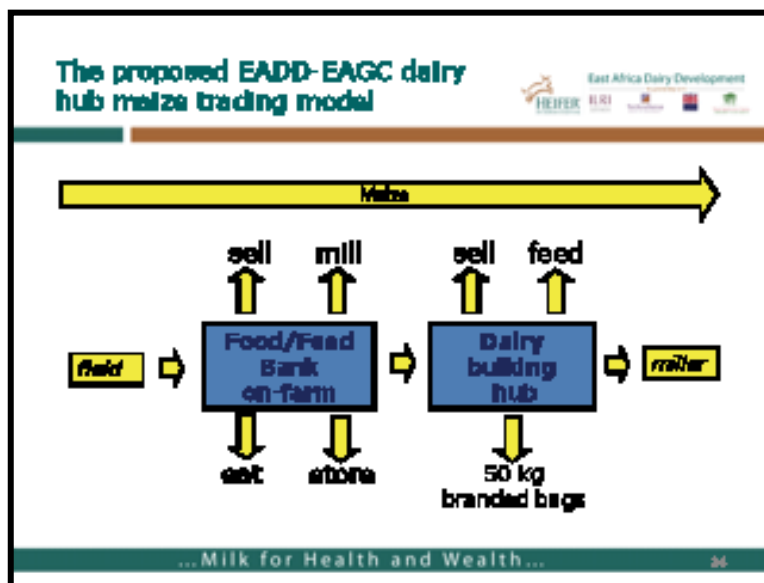 The proposed EADD-EAGC dairy
hub maize trading model
East Africa Dairy Development
HEIFER
ILRI
Maize
sell mill sell feed
field
Food/Feed
Bank
on-farm
Dairy
bulking
hub
miller
eat store
50 kg
branded bags
...Milk for Health and Wealth...